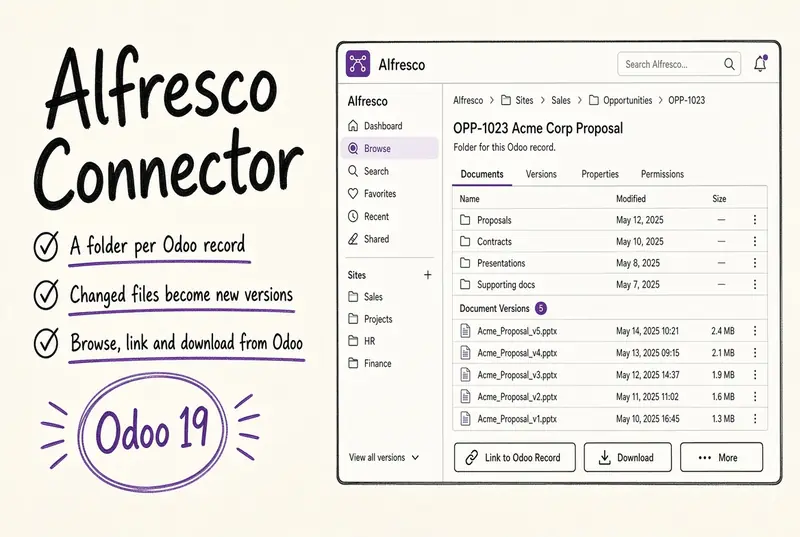 Alfresco
Connector
A folder per Odoo record
Changed files become new versions
Browse, link and download from Odoo
Odoo 19
Alfresco
Search Alfresco...
Alfresco
Dashboard
Browse
Search
Favorites
Recent
Shared
Sites +
Sales
Projects
HR
Finance
View all versions
Alfresco > Sites > Sales > Opportunities > OPP-1023
OPP-1023 Acme Corp Proposal
Folder for this Odoo record.
Documents Versions Properties Permissions
Name Modified Size
Proposals May 12, 2025 —
Contracts May 10, 2025 —
Presentations May 8, 2025 —
Supporting docs May 7, 2025 —
Document Versions 5
Acme_Proposal_v5.pptx May 14, 2025 10:21 2.4 MB
Acme_Proposal_v4.pptx May 13, 2025 09:15 2.1 MB
Acme_Proposal_v3.pptx May 12, 2025 14:37 1.9 MB
Acme_Proposal_v2.pptx May 11, 2025 11:02 1.6 MB
Acme_Proposal_v1.pptx May 10, 2025 16:45 1.3 MB
Link to Odoo Record Download More